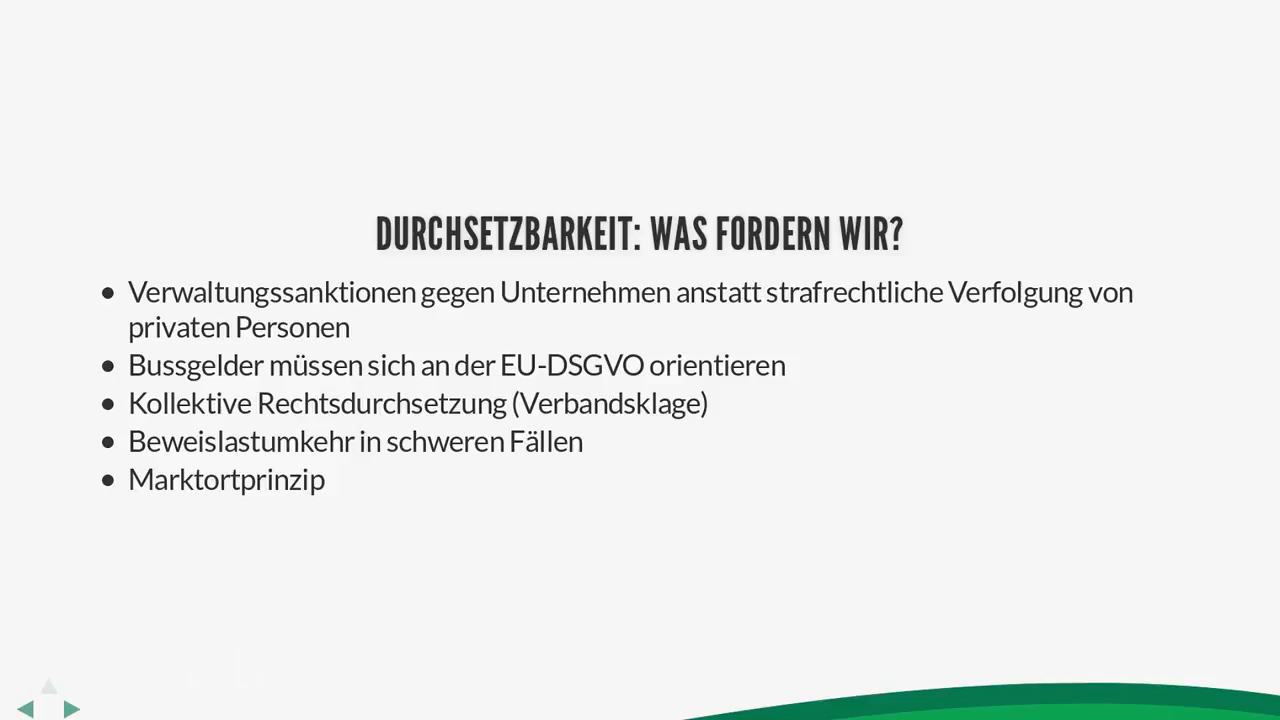 DURCHSETZBARKEIT: WAS FORDERN WIR?
• Verwaltungssanktionen gegen Unternehmen anstatt strafrechtliche Verfolgung von
privaten Personen
• Bussgelder müssen sich an der EU-DSGVO orientieren
• Kollektive Rechtsdurchsetzung (Verbandsklage)
• Beweislastumkehr in schweren Fällen
• Marktortprinzip